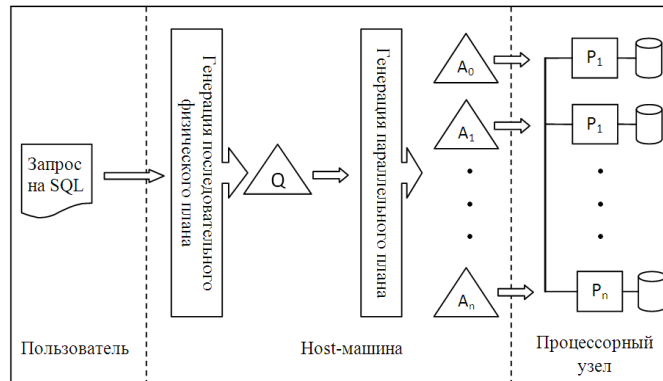 Запрос
на SQL
Генерация последовательного
физического плана
Q
Генерация параллельного плана
A0
A1
An
P1
P1
Pn
Пользователь
Host-машина
Процессорный
узел